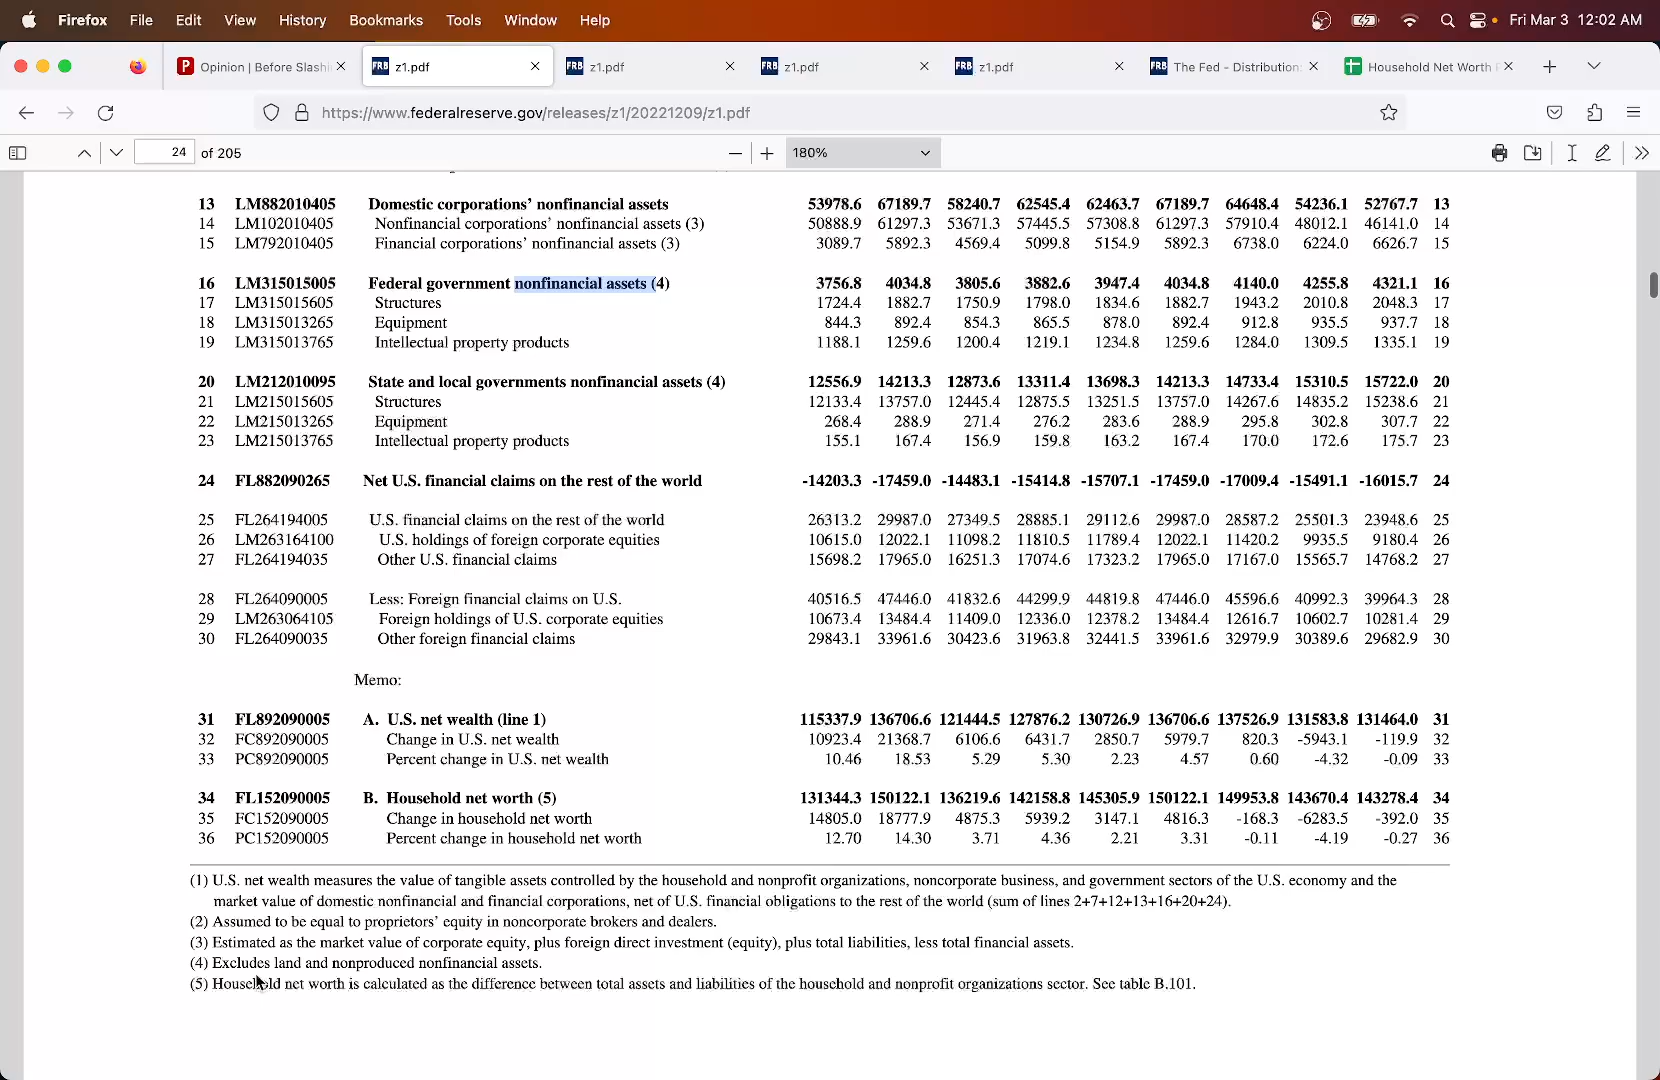 Firefox File Edit View History Bookmarks Tools Window Help Fri Mar 3 12:02 AM
Opinion | Before Slashi z1.pdf z1.pdf z1.pdf z1.pdf The Fed - Distribution: Household Net Worth
https://www.federalreserve.gov/releases/z1/20221209/z1.pdf
24 of 205 180%
13 LM882010405 Domestic corporations’ nonfinancial assets 53978.6 67189.7 58240.7 62545.4 62463.7 67189.7 64648.4 54236.1 52767.7 13
14 LM102010405 Nonfinancial corporations’ nonfinancial assets (3) 50888.9 61297.3 53671.3 57445.5 57308.8 61297.3 57910.4 48012.1 46141.0 14
15 LM792010405 Financial corporations’ nonfinancial assets (3) 3089.7 5892.3 4569.4 5099.8 5154.9 5892.3 6738.0 6224.0 6626.7 15
16 LM315015005 Federal government nonfinancial assets (4) 3756.8 4034.8 3805.6 3882.6 3947.4 4034.8 4140.0 4255.8 4321.1 16
17 LM315015605 Structures 1724.4 1882.7 1750.9 1798.0 1834.6 1882.7 1943.2 2010.8 2048.3 17
18 LM315013265 Equipment 844.3 892.4 854.3 865.5 878.0 892.4 912.8 935.5 937.7 18
19 LM315013765 Intellectual property products 1188.1 1259.6 1200.4 1219.1 1234.8 1259.6 1284.0 1309.5 1335.1 19
20 LM212010095 State and local governments nonfinancial assets (4) 12556.9 14213.3 12873.6 13311.4 13698.3 14213.3 14733.4 15310.5 15722.0 20
21 LM215015605 Structures 12133.4 13757.0 12445.4 12875.5 13251.5 13757.0 14267.6 14835.2 15238.6 21
22 LM215013265 Equipment 268.4 288.9 271.4 276.2 283.6 288.9 295.8 302.8 307.7 22
23 LM215013765 Intellectual property products 155.1 167.4 156.9 159.8 163.2 167.4 170.0 172.6 175.7 23
24 FL882090265 Net U.S. financial claims on the rest of the world -14203.3 -17459.0 -14483.1 -15414.8 -15707.1 -17459.0 -17009.4 -15491.1 -16015.7 24
25 FL264194005 U.S. financial claims on the rest of the world 26313.2 29987.0 27349.5 28885.1 29112.6 29987.0 28587.2 25501.3 23948.6 25
26 LM263164100 U.S. holdings of foreign corporate equities 10615.0 12022.1 11098.2 11810.5 11789.4 12022.1 11420.2 9935.5 9180.4 26
27 FL264194035 Other U.S. financial claims 15698.2 17965.0 16251.3 17074.6 17323.2 17965.0 17167.0 15565.7 14768.2 27
28 FL264090005 Less: Foreign financial claims on U.S. 40516.5 47446.0 41832.6 44299.9 44819.8 47446.0 45596.6 40992.3 39964.3 28
29 LM263064105 Foreign holdings of U.S. corporate equities 10673.4 13484.4 11409.0 12336.0 12378.2 13484.4 12616.7 10602.7 10281.4 29
30 FL264090035 Other foreign financial claims 29843.1 33961.6 30423.6 31963.8 32441.5 33961.6 32979.9 30389.6 29682.9 30
Memo:
31 FL892090005 A. U.S. net wealth (line 1) 115337.9 136706.6 121444.5 127876.2 130726.9 136706.6 137526.9 131583.8 131464.0 31
32 FC892090005 Change in U.S. net wealth 10923.4 21368.7 6106.6 6431.7 2850.7 5979.7 820.3 -5943.1 -119.9 32
33 PC892090005 Percent change in U.S. net wealth 10.46 18.53 5.29 5.30 2.23 4.57 0.60 -4.32 -0.09 33
34 FL152090005 B. Household net worth (5) 131344.3 150122.1 136219.6 142158.8 145305.9 150122.1 149953.8 143670.4 143278.4 34
35 FC152090005 Change in household net worth 14805.0 18777.9 4875.3 5939.2 3147.1 4816.3 -168.3 -6283.5 -392.0 35
36 PC152090005 Percent change in household net worth 12.70 14.30 3.71 4.36 2.21 3.31 -0.11 -4.19 -0.27 36
(1) U.S. net wealth measures the value of tangible assets controlled by the household and nonprofit organizations, noncorporate business, and government sectors of the U.S. economy and the
market value of domestic nonfinancial and financial corporations, net of U.S. financial obligations to the rest of the world (sum of lines 2+7+12+13+16+20+24).
(2) Assumed to be equal to proprietors’ equity in noncorporate brokers and dealers.
(3) Estimated as the market value of corporate equity, plus foreign direct investment (equity), plus total liabilities, less total financial assets.
(4) Excludes land and nonproduced nonfinancial assets.
(5) Household net worth is calculated as the difference between total assets and liabilities of the household and nonprofit organizations sector. See table B.101.